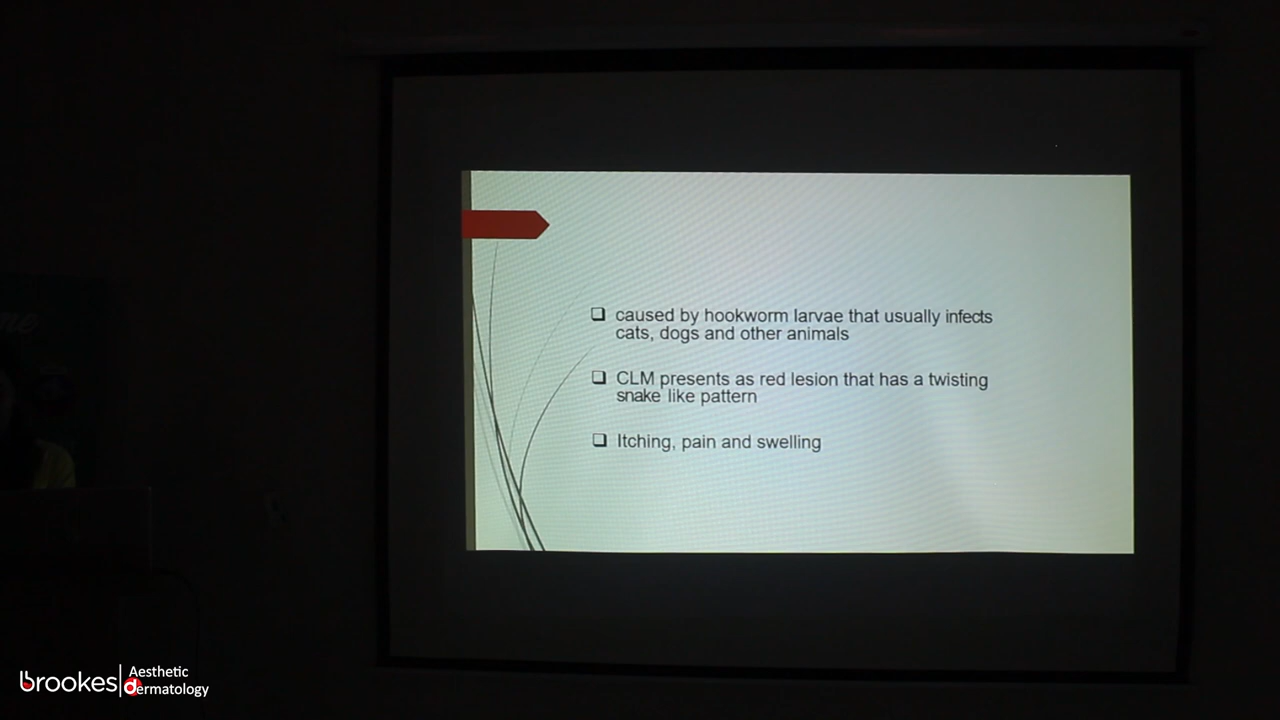 ❑ caused by hookworm larvae that usually infects
cats, dogs and other animals
❑ CLM presents as red lesion that has a twisting
snake like pattern
❑ Itching, pain and swelling
brookes
Aesthetic
dermatology